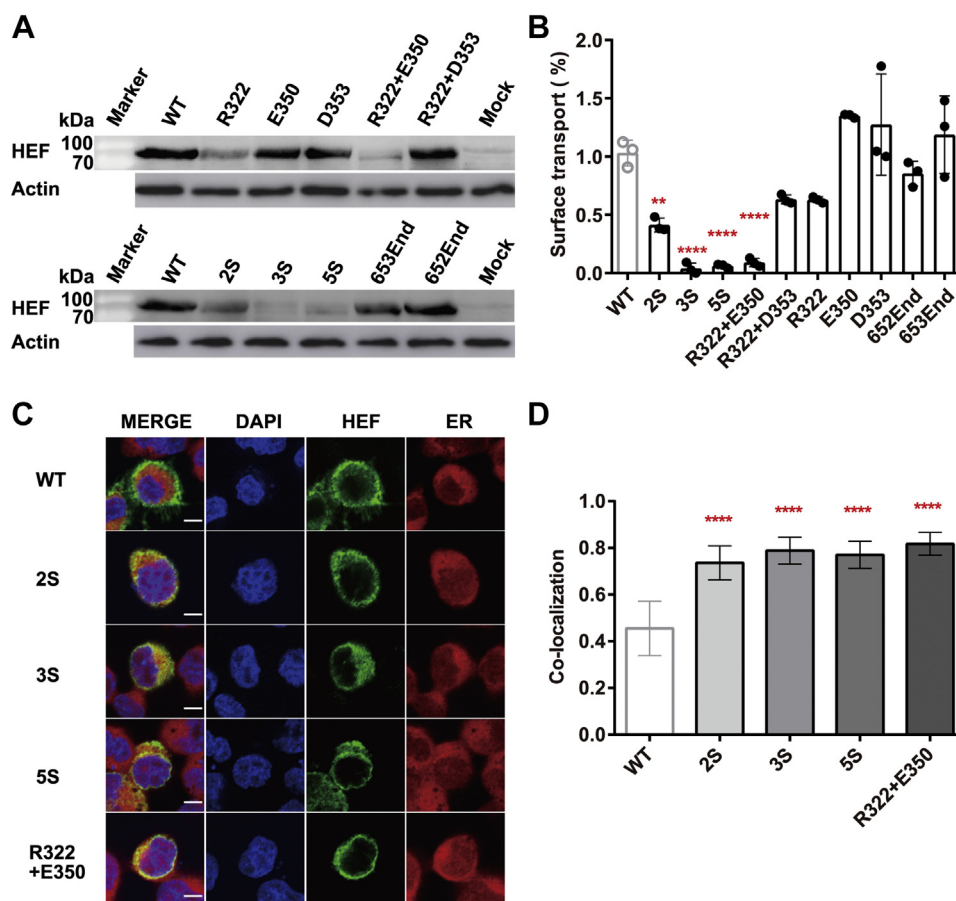 A
kDa
Marker
WT
R322
E350
D353
R322+E350
R322+D353
Mock
HEF
100
70
Actin
kDa
Marker
WT
2S
3S
5S
653End
652End
Mock
HEF
100
70
Actin
B
Surface transport ( %)
2.0
1.5
1.0
0.5
0.0
**
****
****
****
WT
2S
3S
5S
R322+E350
R322+D353
R322
E350
D353
652End
653End
C
MERGE DAPI HEF ER
WT
2S
3S
5S
R322
+E350
D
Co-localization
1.0
0.8
0.6
0.4
0.2
0.0
**** **** **** ****
WT
2S
3S
5S
R322+E350